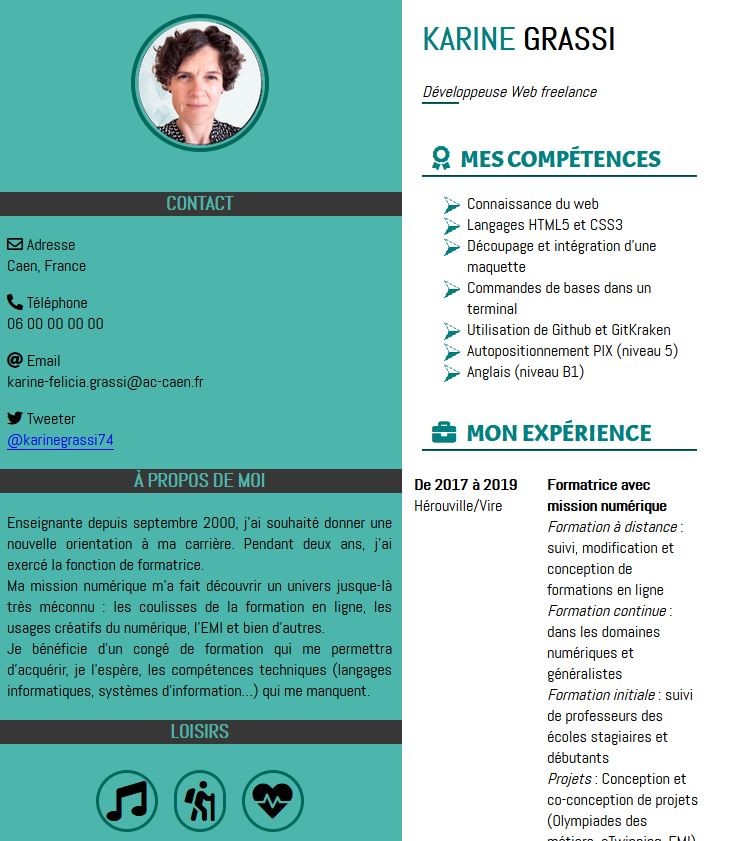 KARINE GRASSI
Développeuse Web freelance
CONTACT
Adresse
Caen, France
Téléphone
06 00 00 00 00
Email
karine-felicia.grassi@ac-caen.fr
Tweeter
@karinegrassi74
À PROPOS DE MOI
Enseignante depuis septembre 2000, j'ai souhaité donner une
nouvelle orientation à ma carrière. Pendant deux ans, j'ai
exercé la fonction de formatrice.
Ma mission numérique m'a fait découvrir un univers jusque-là
très méconnu : les coulisses de la formation en ligne, les
usages créatifs du numérique, l'EMI et bien d'autres.
Je bénéficie d'un congé de formation qui me permettra
d'acquérir, je l'espère, les compétences techniques (langages
informatiques, systèmes d'information...) qui me manquent.
LOISIRS
MES COMPÉTENCES
Connaissance du web
Langages HTML5 et CSS3
Découpage et intégration d'une
maquette
Commandes de bases dans un
terminal
Utilisation de Github et GitKraken
Autopositionnement PIX (niveau 5)
Anglais (niveau B1)
MON EXPÉRIENCE
De 2017 à 2019
Hérouville/Vire
Formatrice avec
mission numérique
Formation à distance :
suivi, modification et
conception de
formations en ligne
Formation continue :
dans les domaines
numériques et
généralistes
Formation initiale : suivi
de professeurs des
écoles stagiaires et
débutants
Projets : Conception et
co-conception de projets
(Olympiades des
métiers, eTwinning, EMI)